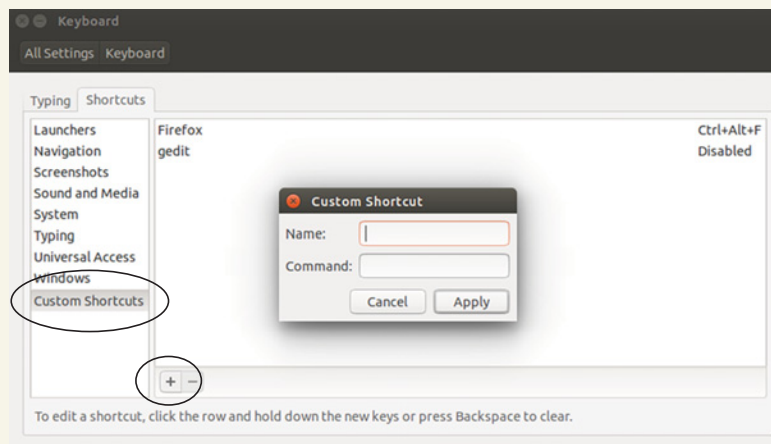 Keyboard
All Settings Keyboard
Typing Shortcuts
Launchers
Navigation
Screenshots
Sound and Media
System
Typing
Universal Access
Windows
Custom Shortcuts
Firefox Ctrl+Alt+F
gedit Disabled
Custom Shortcut
Name:
Command:
Cancel Apply
+ −
To edit a shortcut, click the row and hold down the new keys or press Backspace to clear.